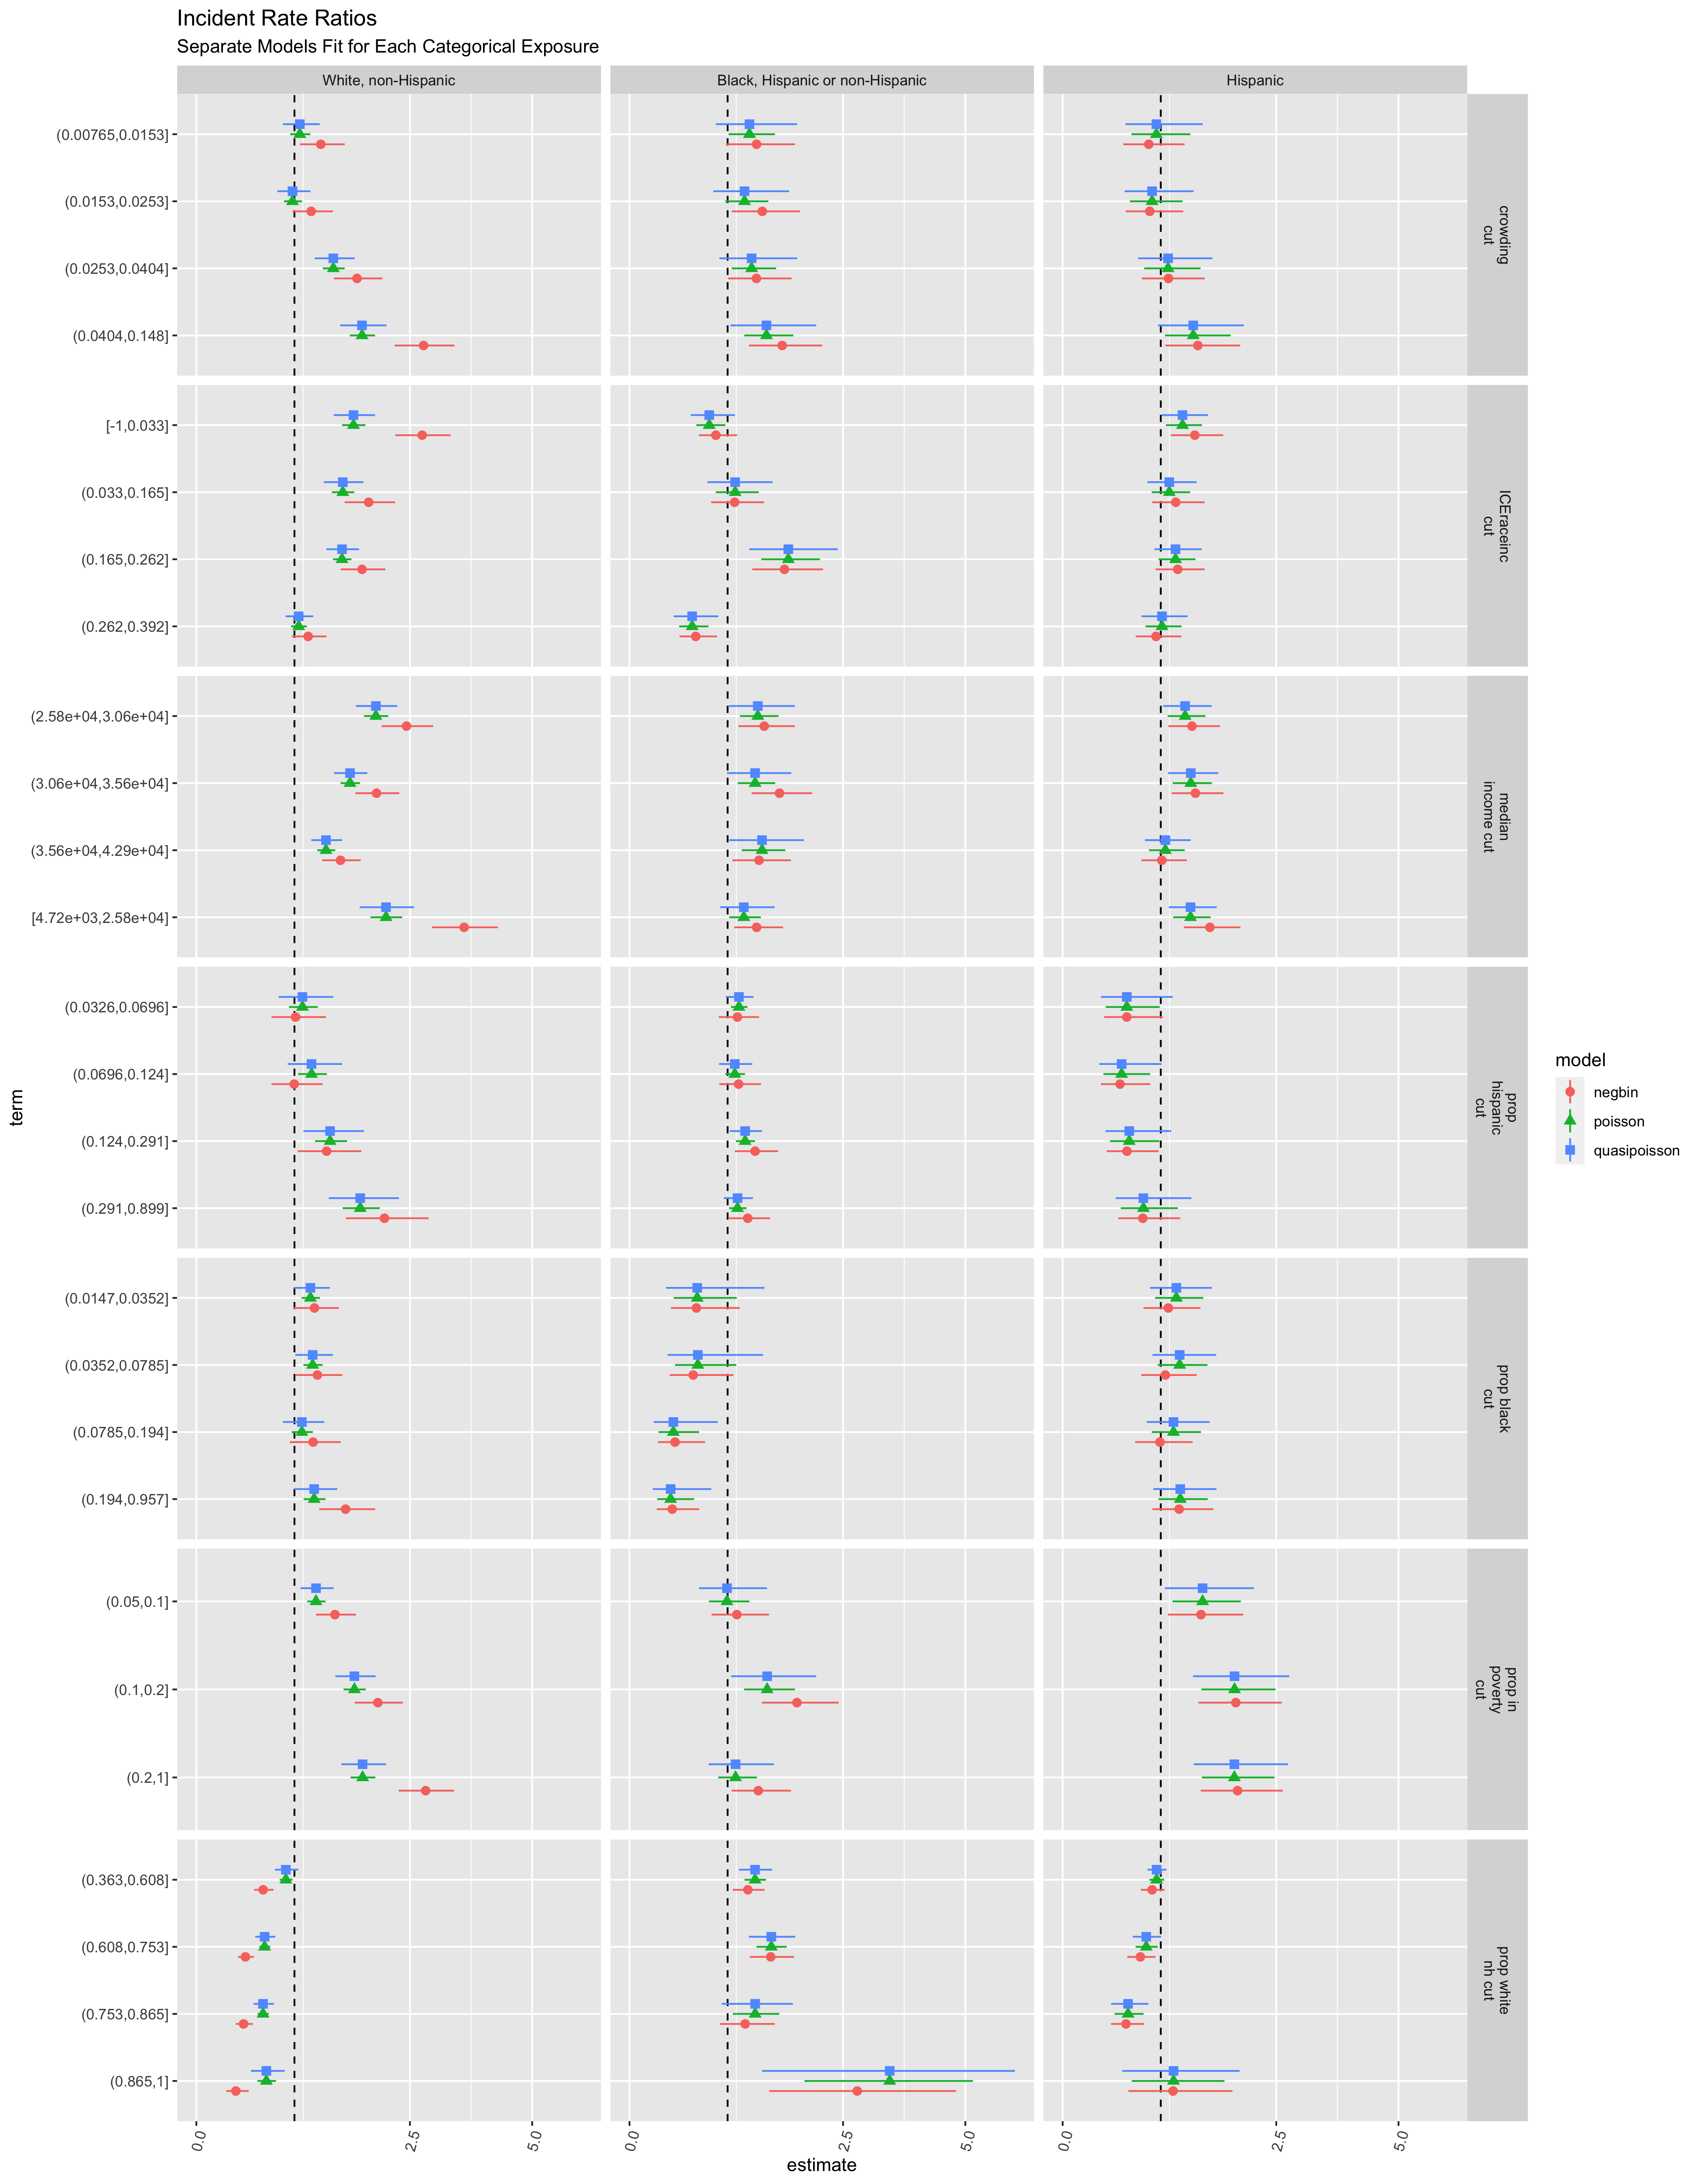 Incident Rate Ratios
Separate Models Fit for Each Categorical Exposure
White, non-Hispanic
Black, Hispanic or non-Hispanic
Hispanic
(0.00765,0.0153]
(0.0153,0.0253]
(0.0253,0.0404]
(0.0404,0.148]
crowding
cut
[-1,0.033]
(0.033,0.165]
(0.165,0.262]
(0.262,0.392]
ICEraceinc
cut
(2.58e+04,3.06e+04]
(3.06e+04,3.56e+04]
(3.56e+04,4.29e+04]
[4.72e+03,2.58e+04]
median
income cut
(0.0326,0.0696]
(0.0696,0.124]
(0.124,0.291]
(0.291,0.899]
prop
hispanic
cut
(0.0147,0.0352]
(0.0352,0.0785]
(0.0785,0.194]
(0.194,0.957]
prop black
cut
(0.05,0.1]
(0.1,0.2]
(0.2,1]
prop in
poverty
cut
(0.363,0.608]
(0.608,0.753]
(0.753,0.865]
(0.865,1]
prop white
nh cut
term
0.0
2.5
5.0
0.0
2.5
5.0
0.0
2.5
5.0
estimate
model
negbin
poisson
quasipoisson